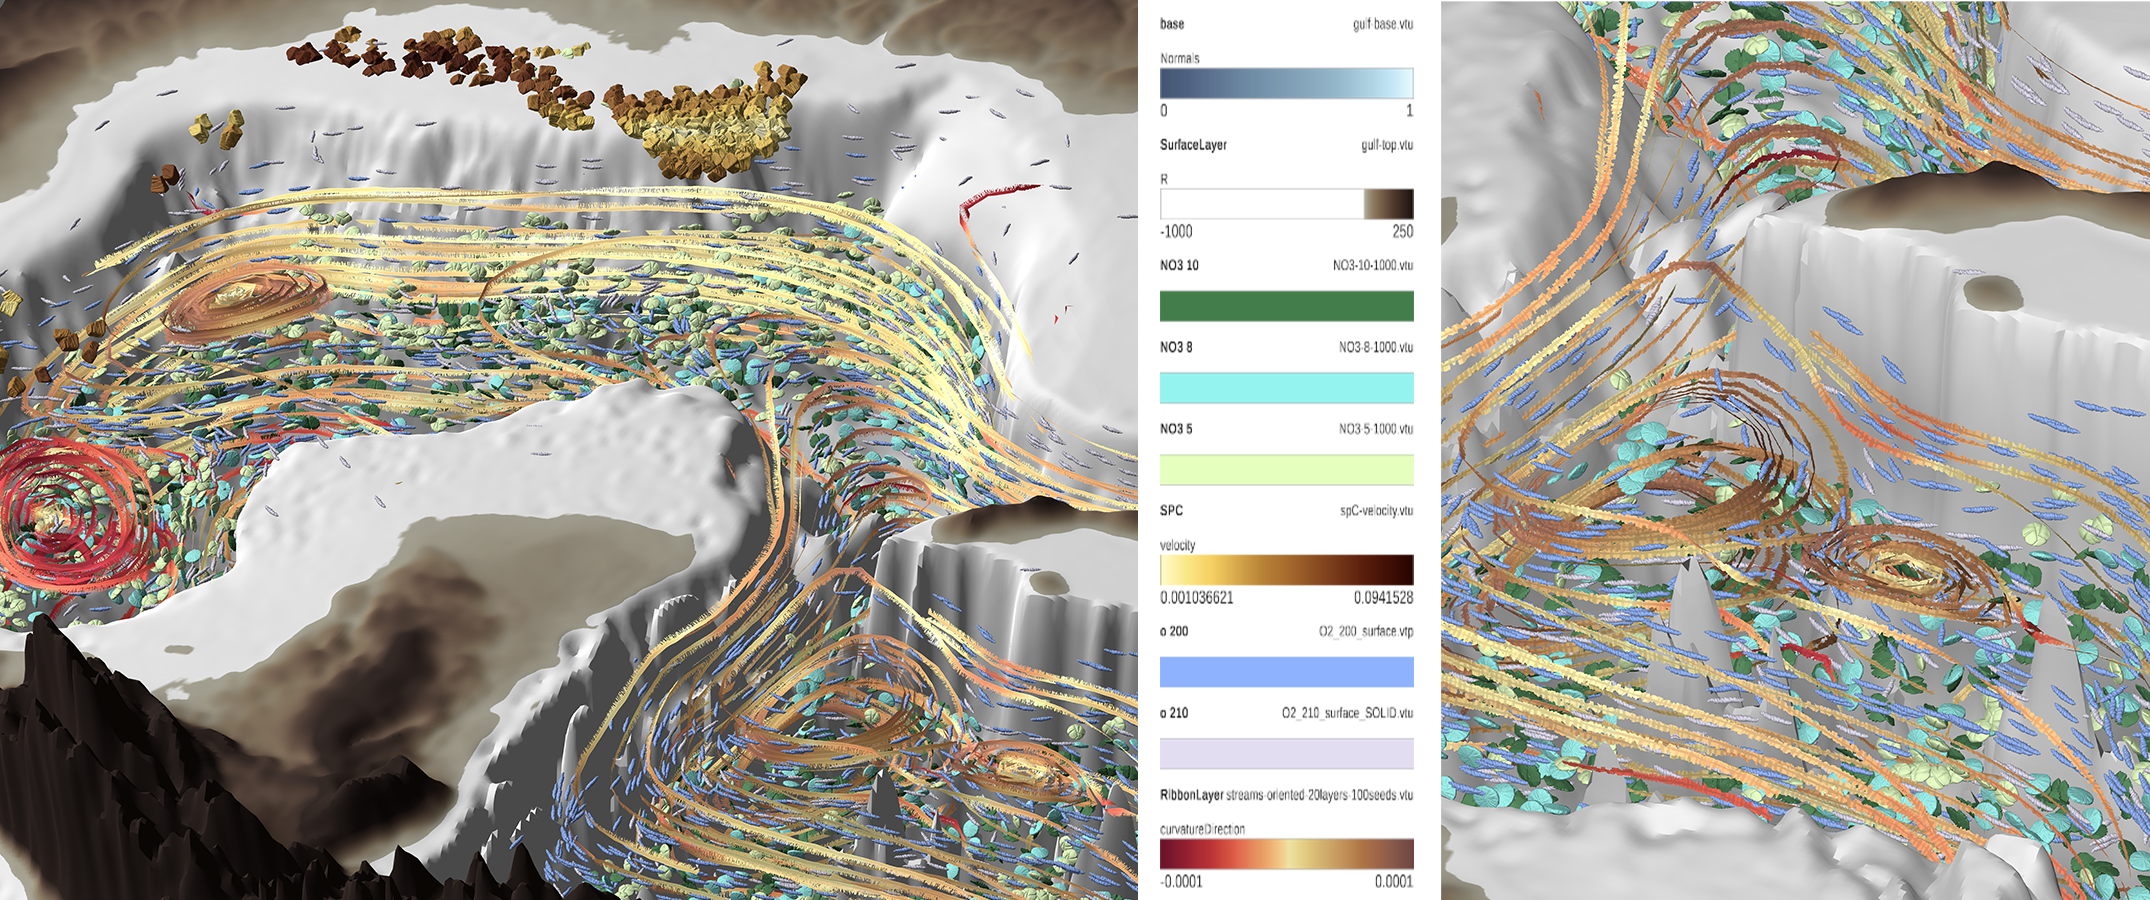 base gulf-base.vtu
Normals
0 1
SurfaceLayer gulf-top.vtu
R
-1000 250
NO3 10 NO3-10-1000.vtu
NO3 8 NO3-8-1000.vtu
NO3 5 NO3-5-1000.vtu
SPC spC-velocity.vtu
velocity
0.001036621 0.0941528
o 200 O2_200_surface.vtp
o 210 O2_210_surface_SOLID.vtu
RibbonLayer streams-oriented-20layers-100seeds.vtu
curvatureDirection
-0.0001 0.0001